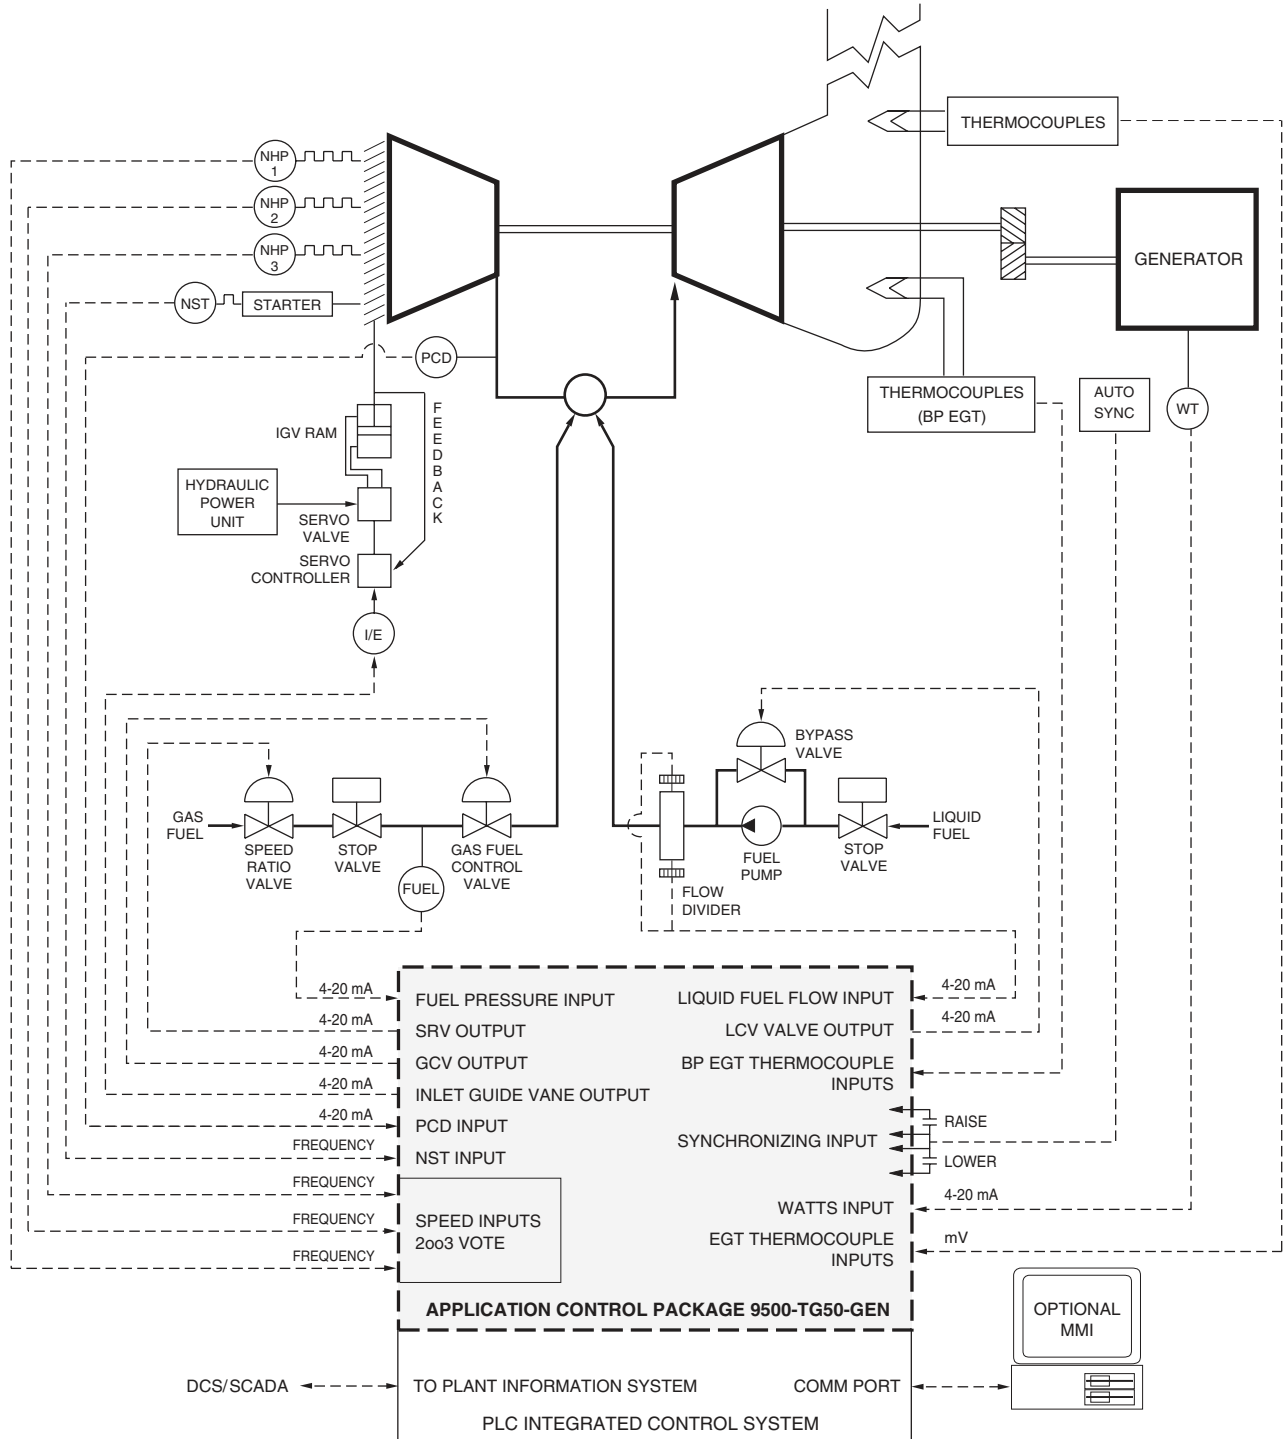 THERMOCOUPLES
NHP
1
NHP
2
NHP
3
NST
STARTER
GENERATOR
PCD
THERMOCOUPLES
(BP EGT)
AUTO
SYNC
WT
FEEDBACK
IGV RAM
HYDRAULIC
POWER
UNIT
SERVO
VALVE
SERVO
CONTROLLER
I/E
BYPASS
VALVE
GAS
FUEL
SPEED
RATIO
VALVE
STOP
VALVE
GAS FUEL
CONTROL
VALVE
FUEL
FLOW
DIVIDER
FUEL
PUMP
STOP
VALVE
LIQUID
FUEL
4-20 mA
FUEL PRESSURE INPUT
4-20 mA
SRV OUTPUT
4-20 mA
GCV OUTPUT
4-20 mA
INLET GUIDE VANE OUTPUT
4-20 mA
PCD INPUT
FREQUENCY
NST INPUT
FREQUENCY
FREQUENCY
FREQUENCY
SPEED INPUTS
2oo3 VOTE
LIQUID FUEL FLOW INPUT
4-20 mA
LCV VALVE OUTPUT
4-20 mA
BP EGT THERMOCOUPLE
INPUTS
RAISE
SYNCHRONIZING INPUT
LOWER
WATTS INPUT
4-20 mA
EGT THERMOCOUPLE
INPUTS
mV
APPLICATION CONTROL PACKAGE 9500-TG50-GEN
OPTIONAL
MMI
DCS/SCADA
TO PLANT INFORMATION SYSTEM
COMM PORT
PLC INTEGRATED CONTROL SYSTEM